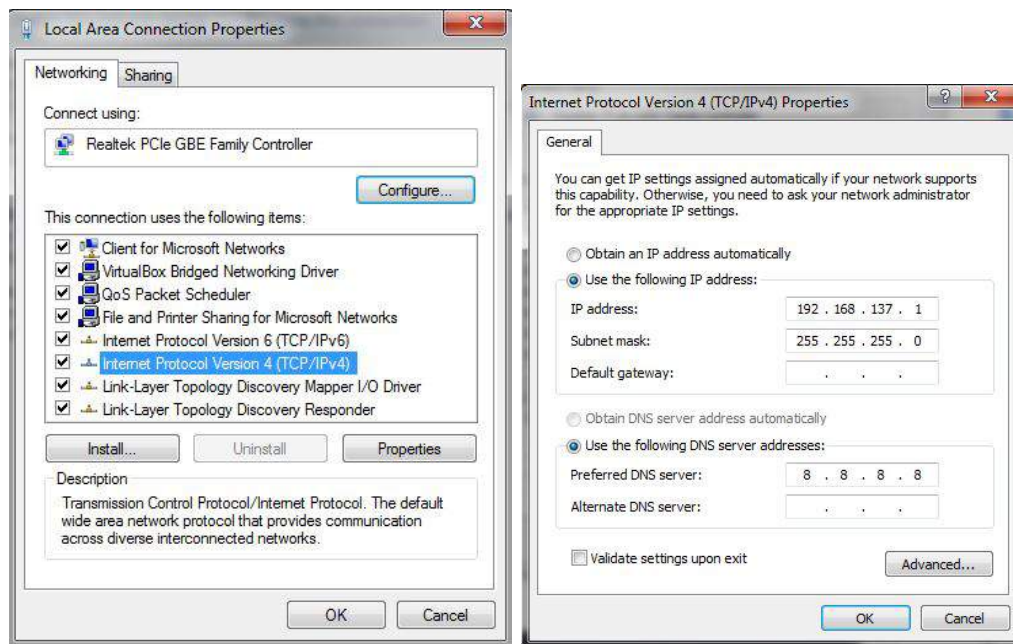 Local Area Connection Properties
Networking
Sharing
Connect using:
Realtek PCIe GBE Family Controller
Configure...
This connection uses the following items:
Client for Microsoft Networks
VirtualBox Bridged Networking Driver
QoS Packet Scheduler
File and Printer Sharing for Microsoft Networks
Internet Protocol Version 6 (TCP/IPv6)
Internet Protocol Version 4 (TCP/IPv4)
Link-Layer Topology Discovery Mapper I/O Driver
Link-Layer Topology Discovery Responder
Install...
Uninstall
Properties
Description
Transmission Control Protocol/Internet Protocol. The default
wide area network protocol that provides communication
across diverse interconnected networks.
OK
Cancel
Internet Protocol Version 4 (TCP/IPv4) Properties
General
You can get IP settings assigned automatically if your network supports
this capability. Otherwise, you need to ask your network administrator
for the appropriate IP settings.
Obtain an IP address automatically
Use the following IP address:
IP address: 192 . 168 . 137 . 1
Subnet mask: 255 . 255 . 255 . 0
Default gateway: . . .
Obtain DNS server address automatically
Use the following DNS server addresses:
Preferred DNS server: 8 . 8 . 8 . 8
Alternate DNS server: . . .
Validate settings upon exit
Advanced...
OK
Cancel